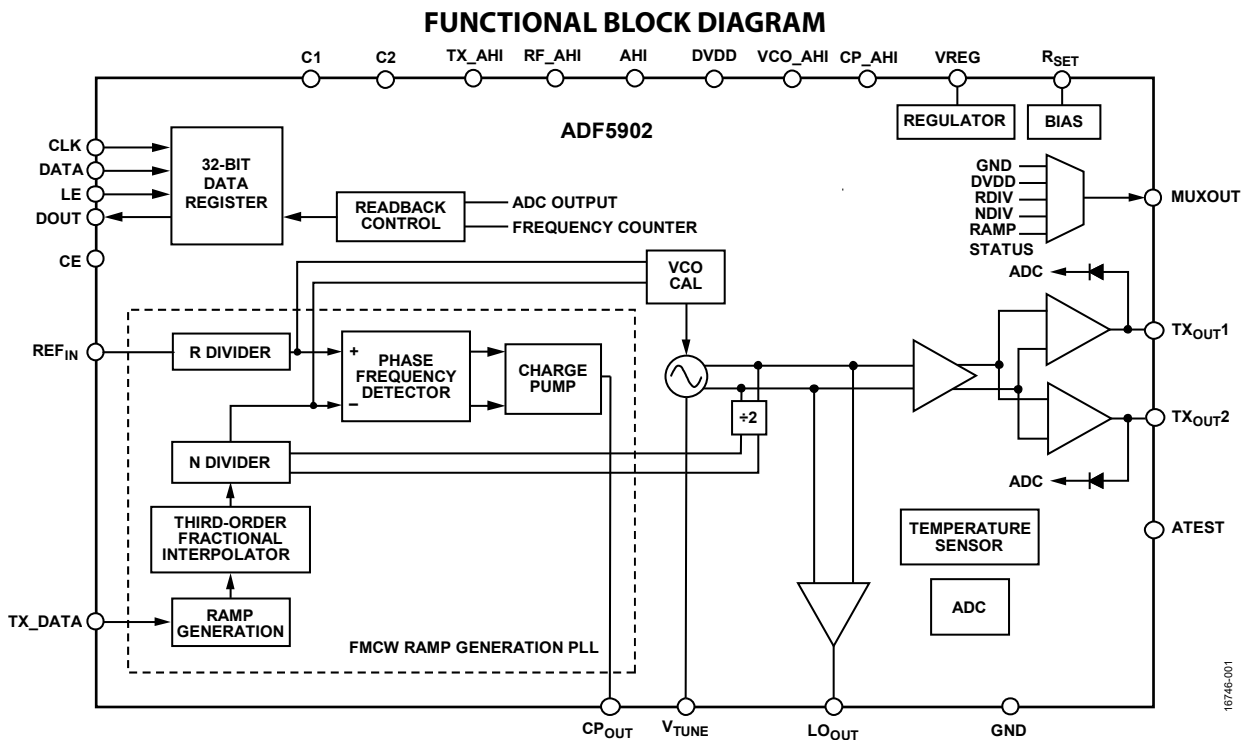 FUNCTIONAL BLOCK DIAGRAM
C1
C2
TX_AHI
RF_AHI
AHI
DVDD
VCO_AHI
CP_AHI
VREG
RSET
ADF5902
REGULATOR
BIAS
CLK
DATA
LE
DOUT
CE
32-BIT
DATA
REGISTER
READBACK
CONTROL
ADC OUTPUT
FREQUENCY COUNTER
GND
DVDD
RDIV
NDIV
RAMP
STATUS
MUXOUT
VCO
CAL
ADC
REFIN
R DIVIDER
+
−
PHASE
FREQUENCY
DETECTOR
CHARGE
PUMP
TXOUT1
÷2
TXOUT2
N DIVIDER
ADC
THIRD-ORDER
FRACTIONAL
INTERPOLATOR
TEMPERATURE
SENSOR
ATEST
TX_DATA
RAMP
GENERATION
ADC
FMCW RAMP GENERATION PLL
CPOUT
VTUNE
LOOUT
GND
16746-001